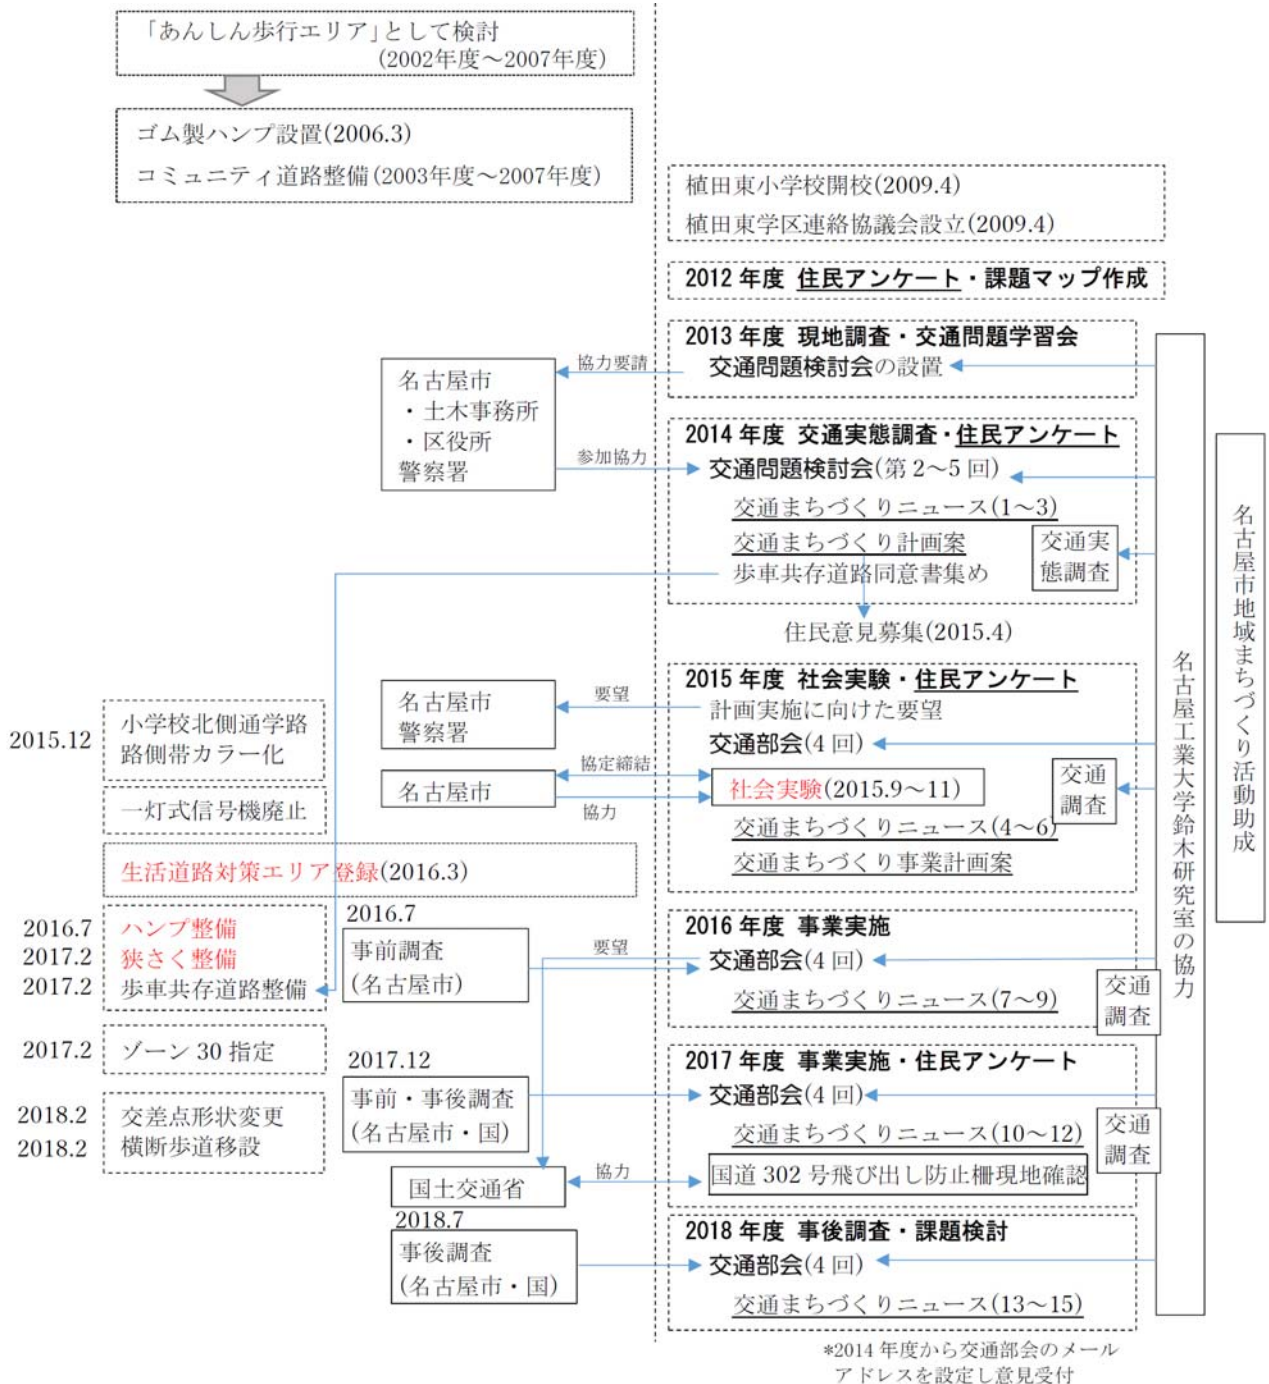 「あんしん歩行エリア」として検討
(2002年度～2007年度)
ゴム製ハンプ設置(2006.3)
コミュニティ道路整備(2003年度～2007年度)
植田東小学校開校(2009.4)
植田東学区連絡協議会設立(2009.4)
2012 年度 住民アンケート・課題マップ作成
2013 年度 現地調査・交通問題学習会
交通問題検討会の設置
協力要請
名古屋市
・土木事務所
・区役所
警察署
参加協力
2014 年度 交通実態調査・住民アンケート
交通問題検討会(第 2～5 回)
交通まちづくりニュース(1～3)
交通まちづくり計画案
歩車共存道路同意書集め
交通実
態調査
住民意見募集(2015.4)
2015 年度 社会実験・住民アンケート
計画実施に向けた要望
交通部会(4 回)
要望
名古屋市
警察署
協定締結
名古屋市
協力
社会実験(2015.9～11)
交通
調査
交通まちづくりニュース(4～6)
交通まちづくり事業計画案
2015.12
小学校北側通学路
路側帯カラー化
一灯式信号機廃止
生活道路対策エリア登録(2016.3)
2016.7
ハンプ整備
2017.2
狭さく整備
2017.2
歩車共存道路整備
2016.7
事前調査
(名古屋市)
要望
2016 年度 事業実施
交通部会(4 回)
交通まちづくりニュース(7～9)
交通
調査
2017.2
ゾーン 30 指定
2017.12
事前・事後調査
(名古屋市・国)
2017 年度 事業実施・住民アンケート
交通部会(4 回)
交通まちづくりニュース(10～12)
交通
調査
国道 302 号飛び出し防止柵現地確認
2018.2
交差点形状変更
2018.2
横断歩道移設
国土交通省
協力
2018.7
事後調査
(名古屋市・国)
2018 年度 事後調査・課題検討
交通部会(4 回)
交通まちづくりニュース(13～15)
名古屋工業大学鈴木研究室の協力
名古屋市地域まちづくり活動助成
*2014 年度から交通部会のメール
アドレスを設定し意見受付